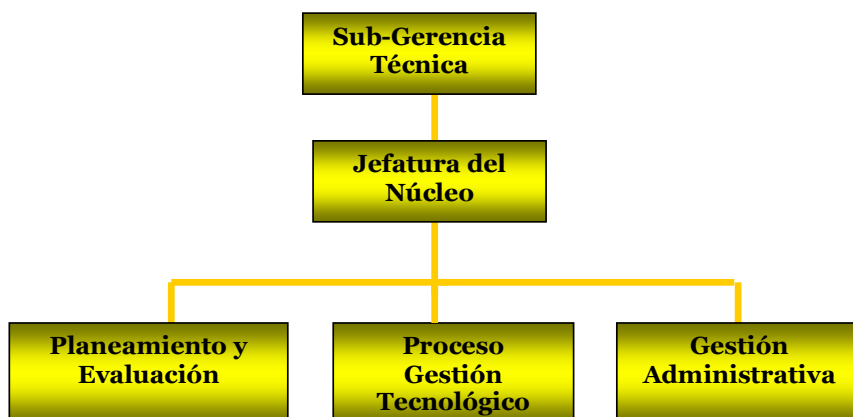 Sub-Gerencia
Técnica
Jefatura del
Núcleo
Planeamiento y
Evaluación
Proceso
Gestión
Tecnológico
Gestión
Administrativa